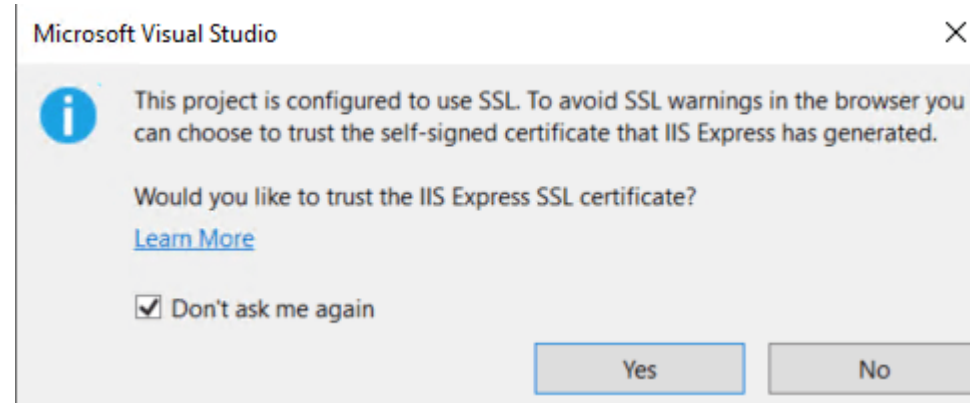 Microsoft Visual Studio
This project is configured to use SSL. To avoid SSL warnings in the browser you
can choose to trust the self-signed certificate that IIS Express has generated.
Would you like to trust the IIS Express SSL certificate?
Learn More
Don't ask me again
Yes No